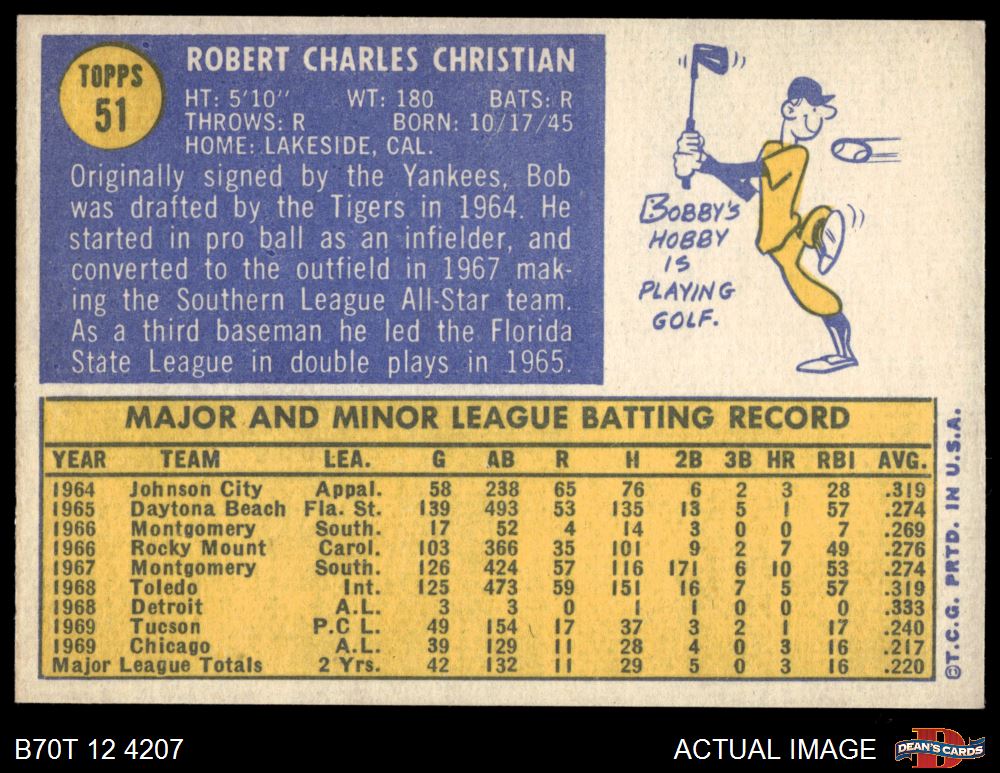 TOPPS
51
ROBERT CHARLES CHRISTIAN
HT: 5'10" WT: 180 BATS: R
THROWS: R BORN: 10/17/45
HOME: LAKESIDE, CAL.
Originally signed by the Yankees, Bob
was drafted by the Tigers in 1964. He
started in pro ball as an infielder, and
converted to the outfield in 1967 mak-
ing the Southern League All-Star team.
As a third baseman he led the Florida
State League in double plays in 1965.
BOBBY'S
HOBBY
IS
PLAYING
GOLF.
MAJOR AND MINOR LEAGUE BATTING RECORD
YEAR TEAM LEA. G AB R H 2B 3B HR RBI AVG.
1964 Johnson City Appal. 58 238 65 76 6 2 3 28 .319
1965 Daytona Beach Fla. St. 139 493 53 135 13 5 1 57 .274
1966 Montgomery South. 17 52 4 14 3 0 0 7 .269
1966 Rocky Mount Carol. 103 366 35 101 9 2 7 49 .276
1967 Montgomery South. 126 424 57 116 171 6 10 53 .274
1968 Toledo Int. 125 473 59 151 16 7 5 57 .319
1968 Detroit A.L. 3 3 0 1 1 0 0 0 .333
1969 Tucson P.C L. 49 154 17 37 3 2 1 17 .240
1969 Chicago A.L. 39 129 11 28 4 0 3 16 .217
Major League Totals 2 Yrs. 42 132 11 29 5 0 3 16 .220
©T.C.G. PRTD. IN U.S.A.
B70T 12 4207
ACTUAL IMAGE
DEAN'S CARDS